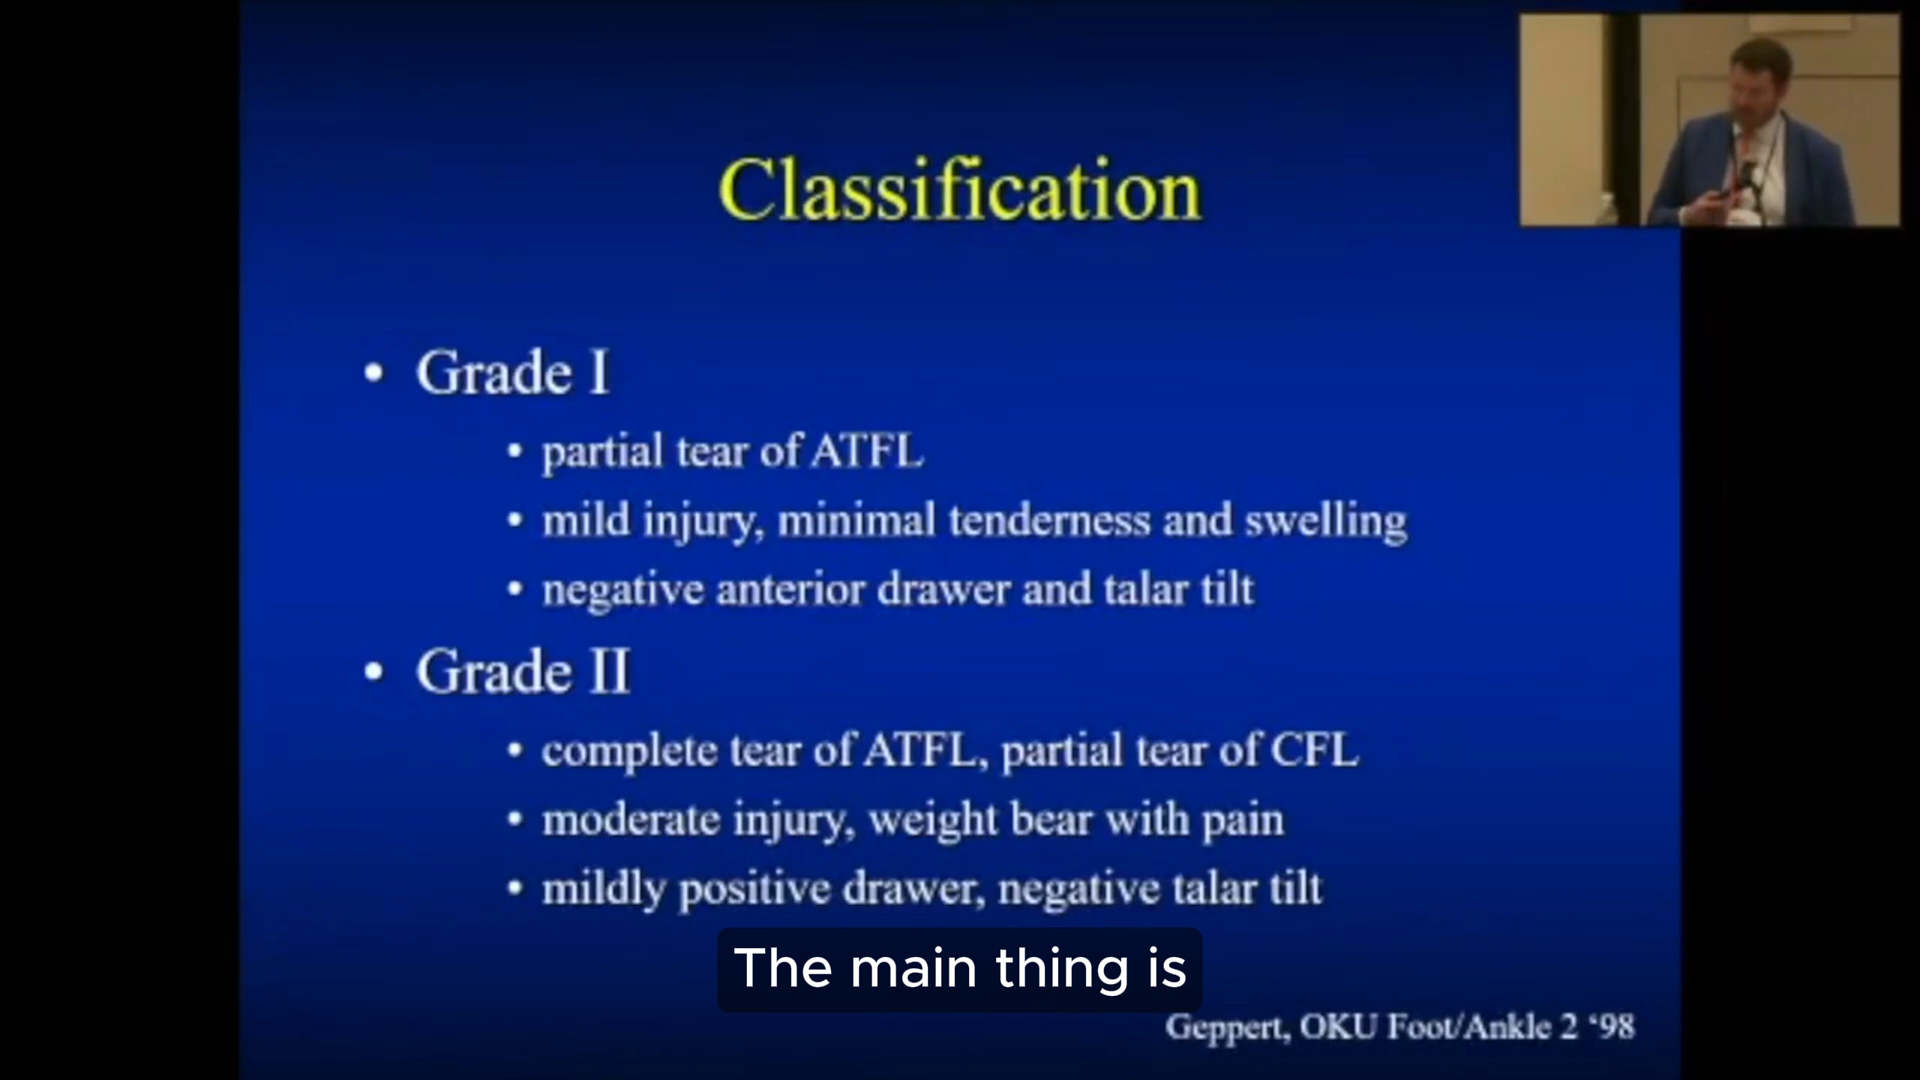 Classification
• Grade I
• partial tear of ATFL
• mild injury, minimal tenderness and swelling
• negative anterior drawer and talar tilt
• Grade II
• complete tear of ATFL, partial tear of CFL
• moderate injury, weight bear with pain
• mildly positive drawer, negative talar tilt
The main thing is
Geppert, OKU Foot/Ankle 2 ‘98